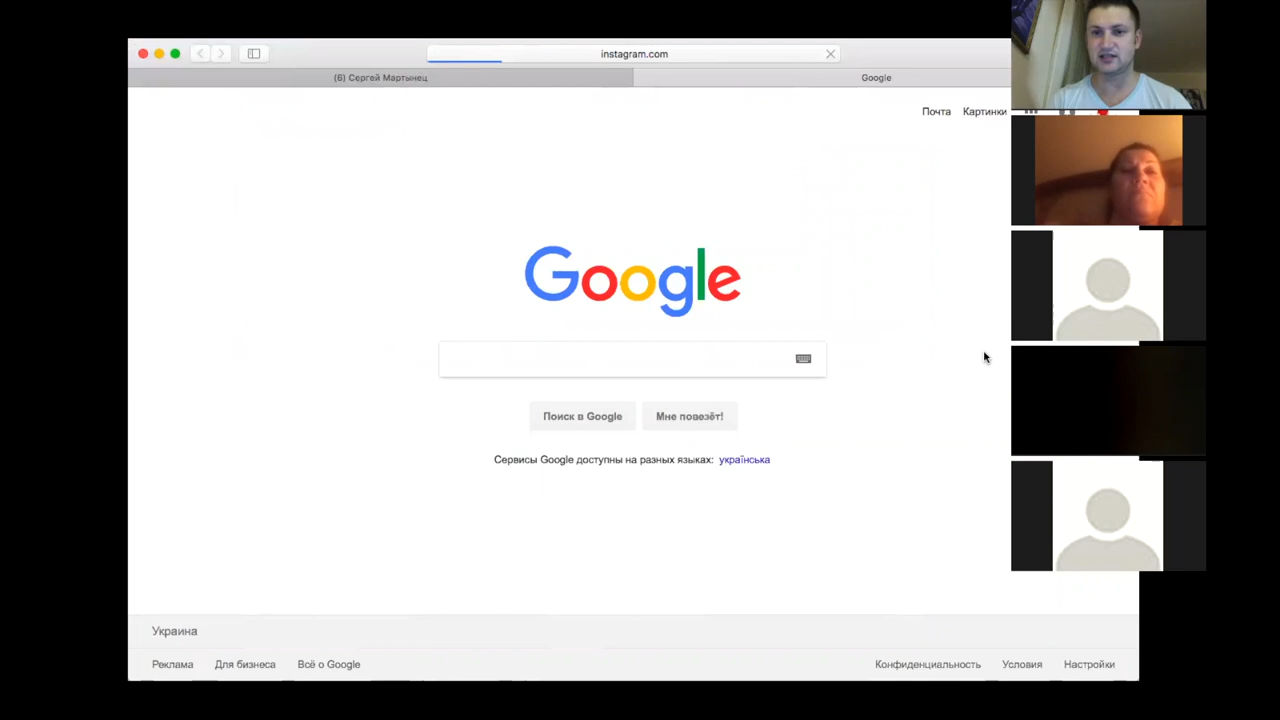 instagram.com
(6) Сергей Мартынец
Google
Почта Картинки
Google
Поиск в Google Мне повезёт!
Сервисы Google доступны на разных языках: українська
Украина
Реклама Для бизнеса Всё о Google Конфиденциальность Условия Настройки